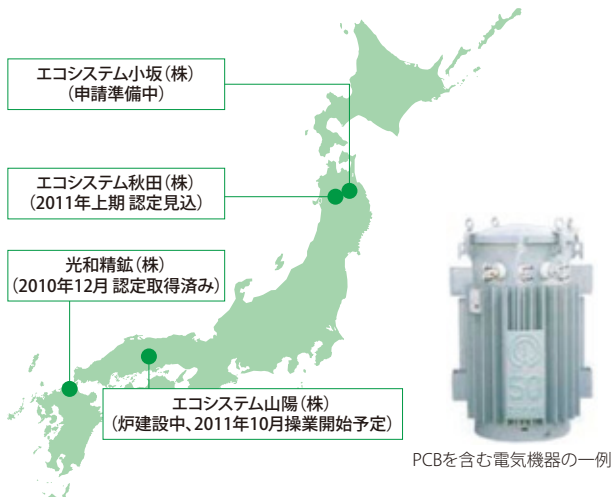 エコシステム小坂（株）
（申請準備中）
エコシステム秋田（株）
（2011年上期 認定見込）
光和精鉱（株）
（2010年12月 認定取得済み）
エコシステム山陽（株）
（炉建設中、2011年10月操業開始予定）
PCBを含む電気機器の一例